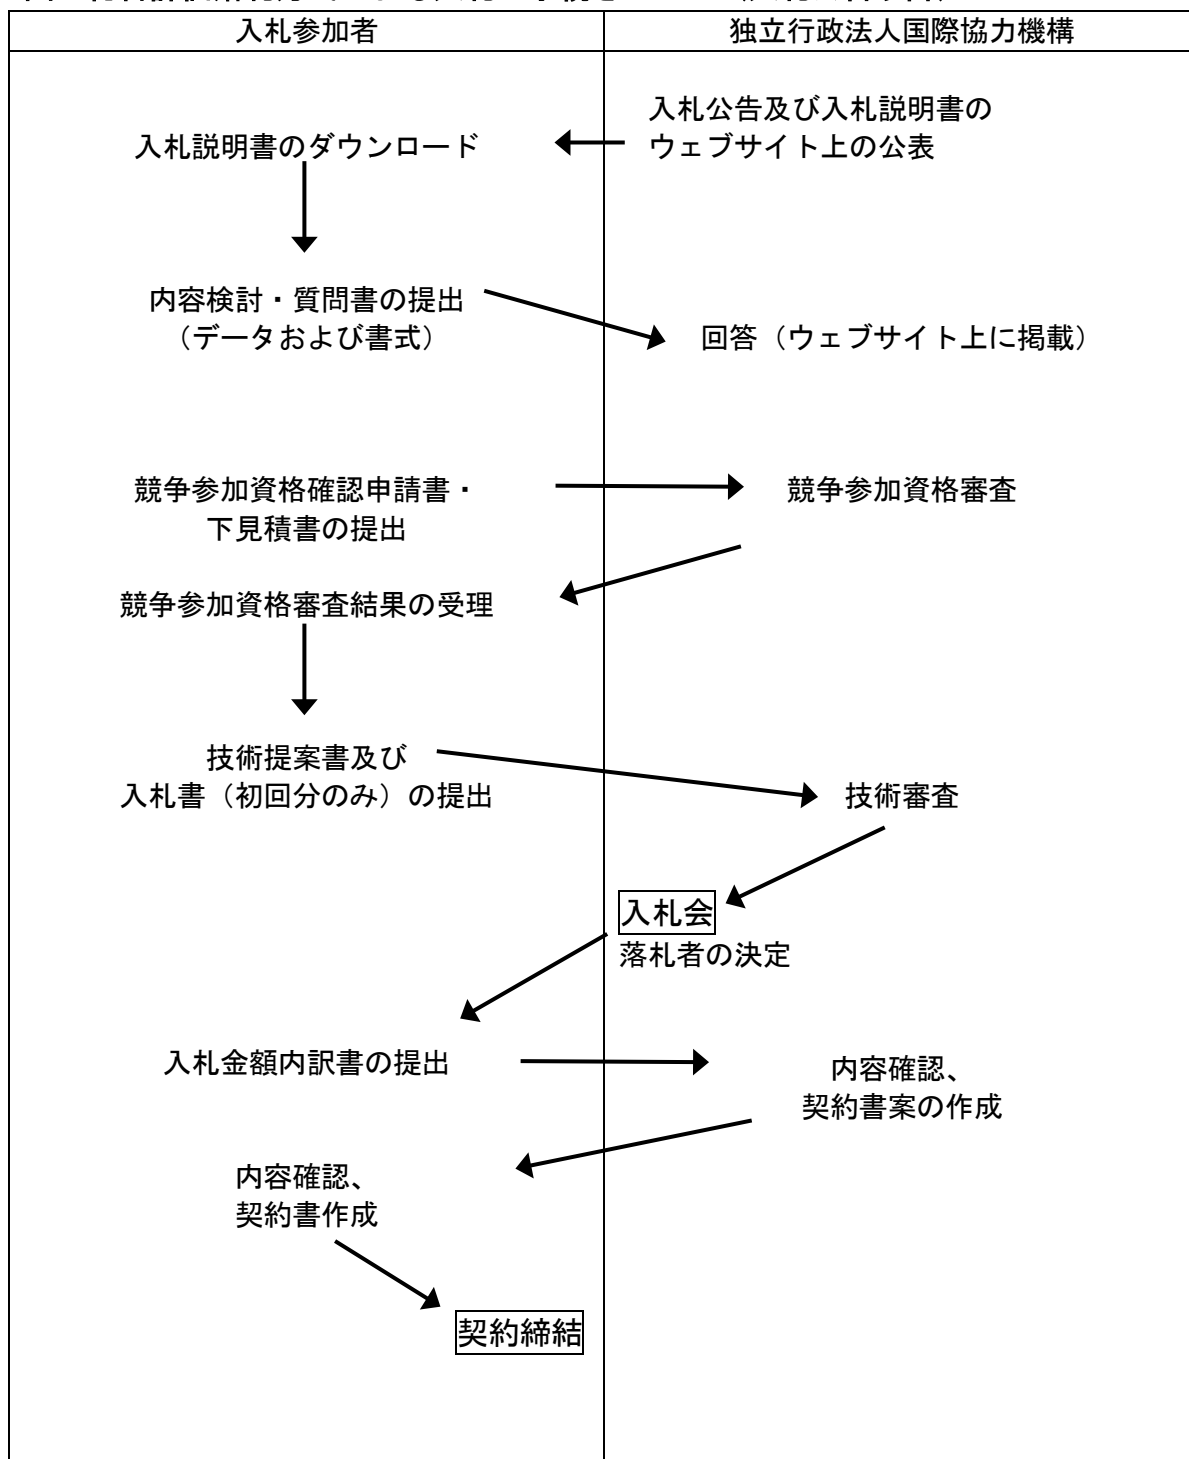 入札参加者
独立行政法人国際協力機構
入札公告及び入札説明書の
ウェブサイト上の公表
入札説明書のダウンロード
内容検討・質問書の提出
（データおよび書式）
回答（ウェブサイト上に掲載）
競争参加資格確認申請書・
下見積書の提出
競争参加資格審査
競争参加資格審査結果の受理
技術提案書及び
入札書（初回分のみ）の提出
技術審査
入札会
落札者の決定
入札金額内訳書の提出
内容確認、
契約書案の作成
内容確認、
契約書作成
契約締結